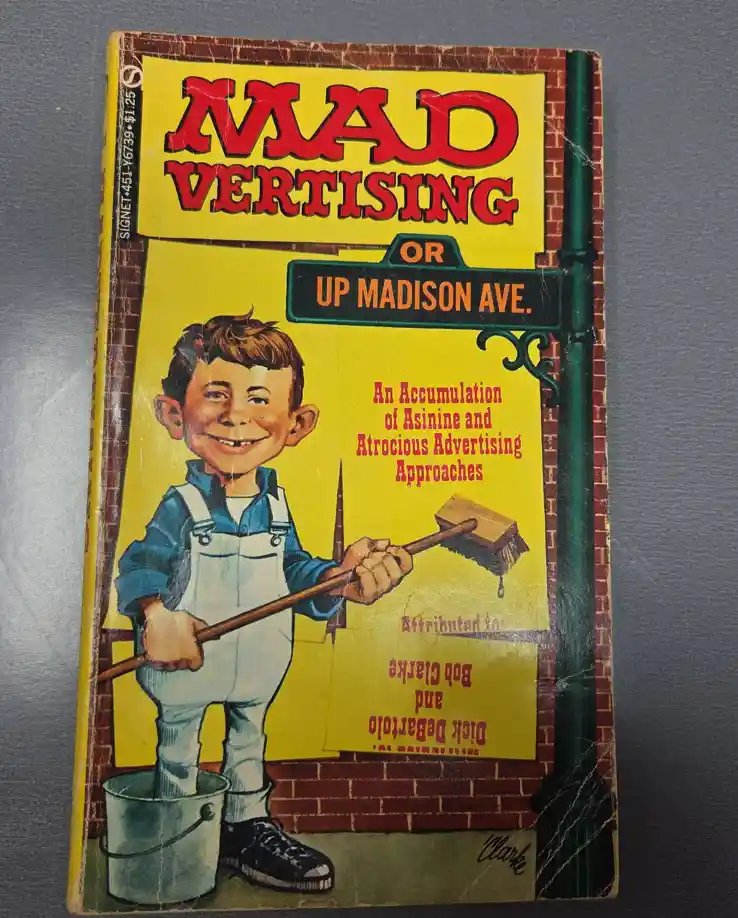 SIGNET•451-Y6739•$1.25
MAD
VERTISING
OR
UP MADISON AVE.
An Accumulation
of Asinine and
Atrocious Advertising
Approaches
Attributed to
Dick DeBartolo
and
Bob Clarke
Clarke